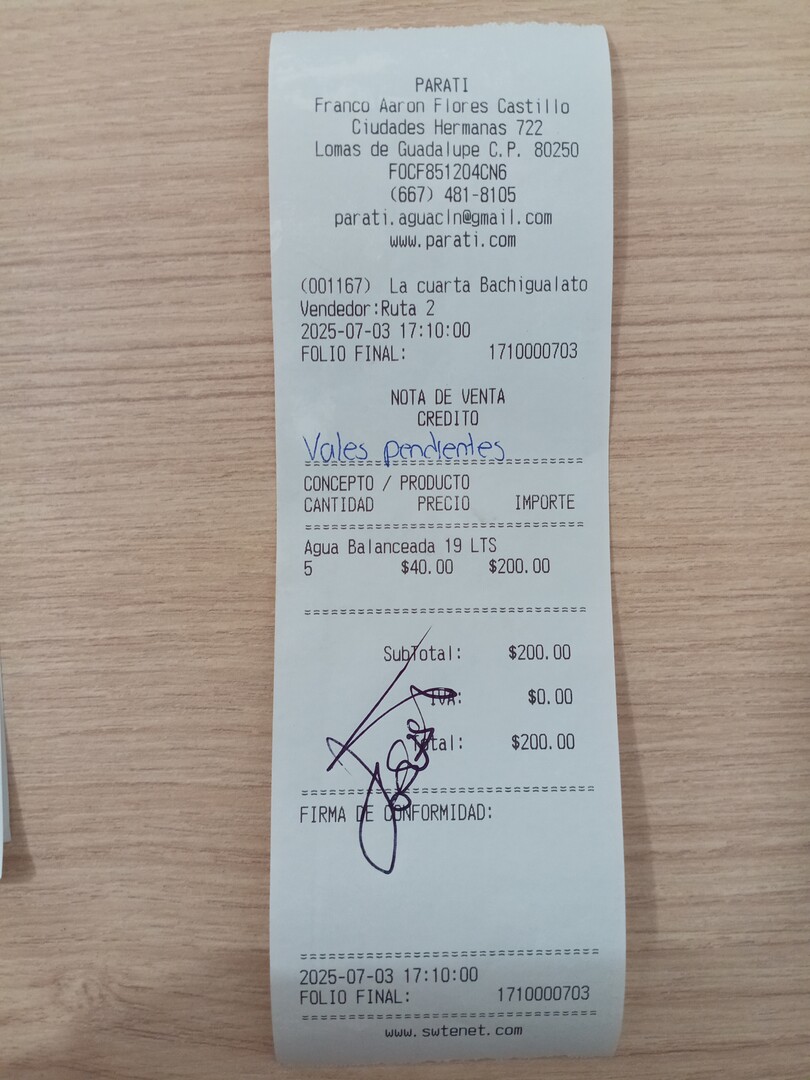 PARATI
Franco Aaron Flores Castillo
Ciudades Hermanas 722
Lomas de Guadalupe C.P. 80250
FOCF851204CN6
(667) 481-8105
parati.aguacln@gmail.com
www.parati.com
(001167) La cuarta Bachigualato
Vendedor:Ruta 2
2025-07-03 17:10:00
FOLIO FINAL: 1710000703
NOTA DE VENTA
CREDITO
Vales pendientes
CONCEPTO / PRODUCTO
CANTIDAD PRECIO IMPORTE
Agua Balanceada 19 LTS
5 $40.00 $200.00
SubTotal: $200.00
IVA: $0.00
Total: $200.00
FIRMA DE CONFORMIDAD:
2025-07-03 17:10:00
FOLIO FINAL: 1710000703
www.swtenet.com